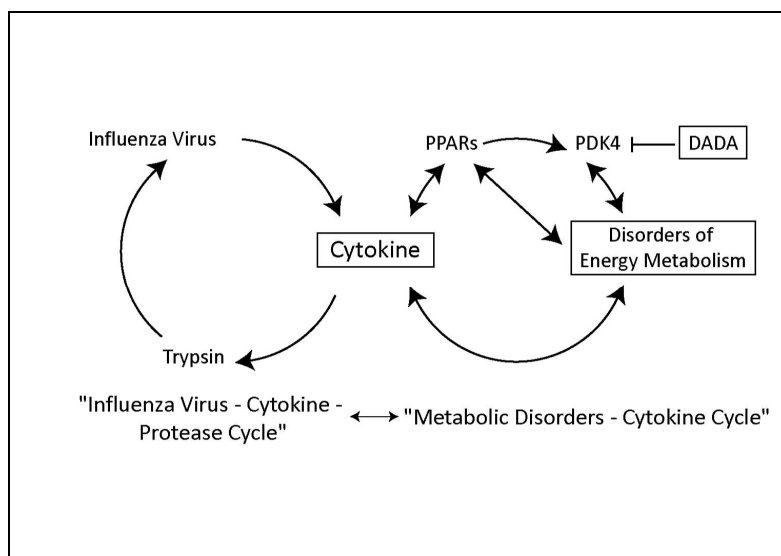 Influenza Virus
PPARs
PDK4
DADA
Cytokine
Disorders of
Energy Metabolism
Trypsin
"Influenza Virus - Cytokine -
Protease Cycle"
"Metabolic Disorders - Cytokine Cycle"